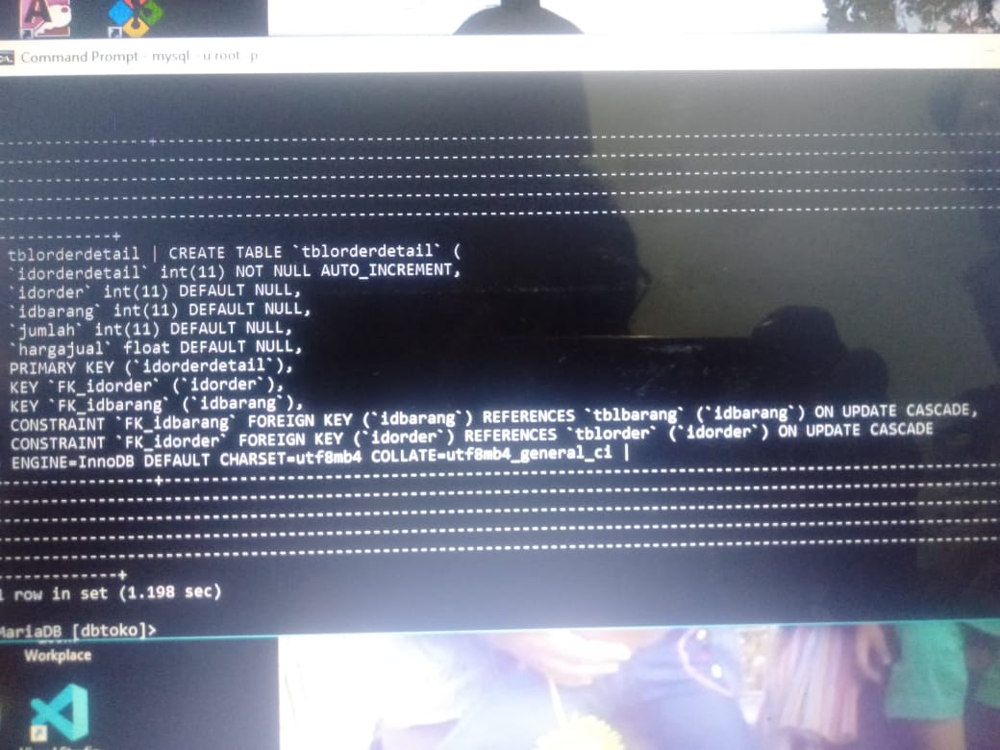 Command Prompt - mysql -u root -p
------------+
tblorderdetail | CREATE TABLE `tblorderdetail` (
`idorderdetail` int(11) NOT NULL AUTO_INCREMENT,
`idorder` int(11) DEFAULT NULL,
`idbarang` int(11) DEFAULT NULL,
`jumlah` int(11) DEFAULT NULL,
`hargajual` float DEFAULT NULL,
PRIMARY KEY (`idorderdetail`),
KEY `FK_idorder` (`idorder`),
KEY `FK_idbarang` (`idbarang`),
CONSTRAINT `FK_idbarang` FOREIGN KEY (`idbarang`) REFERENCES `tblbarang` (`idbarang`) ON UPDATE CASCADE,
CONSTRAINT `FK_idorder` FOREIGN KEY (`idorder`) REFERENCES `tblorder` (`idorder`) ON UPDATE CASCADE
ENGINE=InnoDB DEFAULT CHARSET=utf8mb4 COLLATE=utf8mb4_general_ci |
-------------+
1 row in set (1.198 sec)
MariaDB [dbtoko]>
Workplace